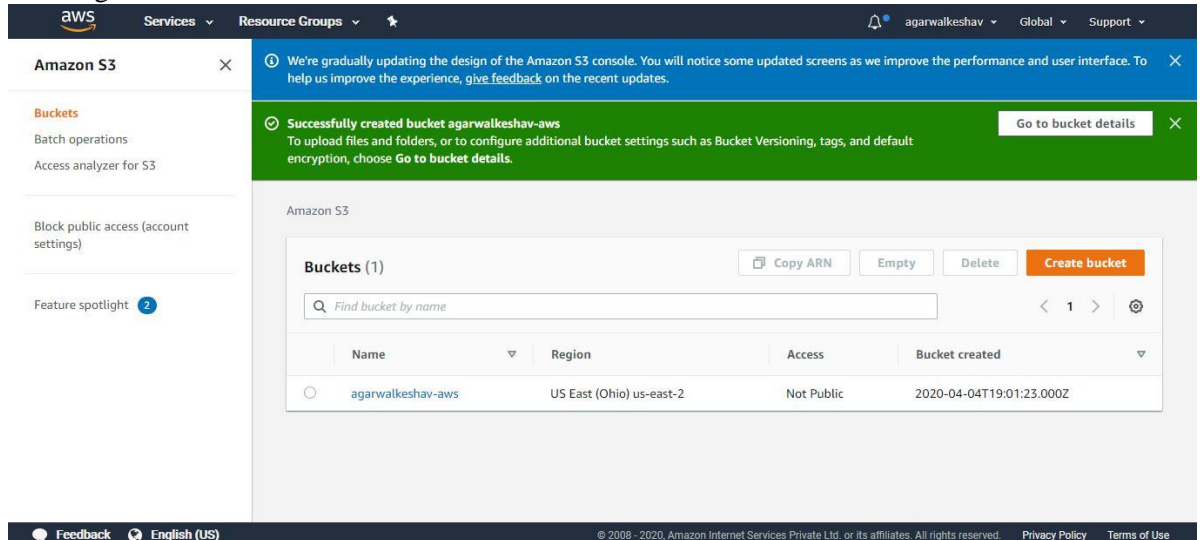 aws Services Resource Groups agarwalkeshav Global Support
Amazon S3
Buckets
Batch operations
Access analyzer for S3
Block public access (account
settings)
Feature spotlight 2
We're gradually updating the design of the Amazon S3 console. You will notice some updated screens as we improve the performance and user interface. To
help us improve the experience, give feedback on the recent updates.
Successfully created bucket agarwalkeshav-aws
To upload files and folders, or to configure additional bucket settings such as Bucket Versioning, tags, and default
encryption, choose Go to bucket details.
Go to bucket details
Amazon S3
Buckets (1) Copy ARN Empty Delete Create bucket
Find bucket by name 1
Name Region Access Bucket created
agarwalkeshav-aws US East (Ohio) us-east-2 Not Public 2020-04-04T19:01:23.000Z
Feedback English (US) © 2008 - 2020, Amazon Internet Services Private Ltd. or its affiliates. All rights reserved. Privacy Policy Terms of Use